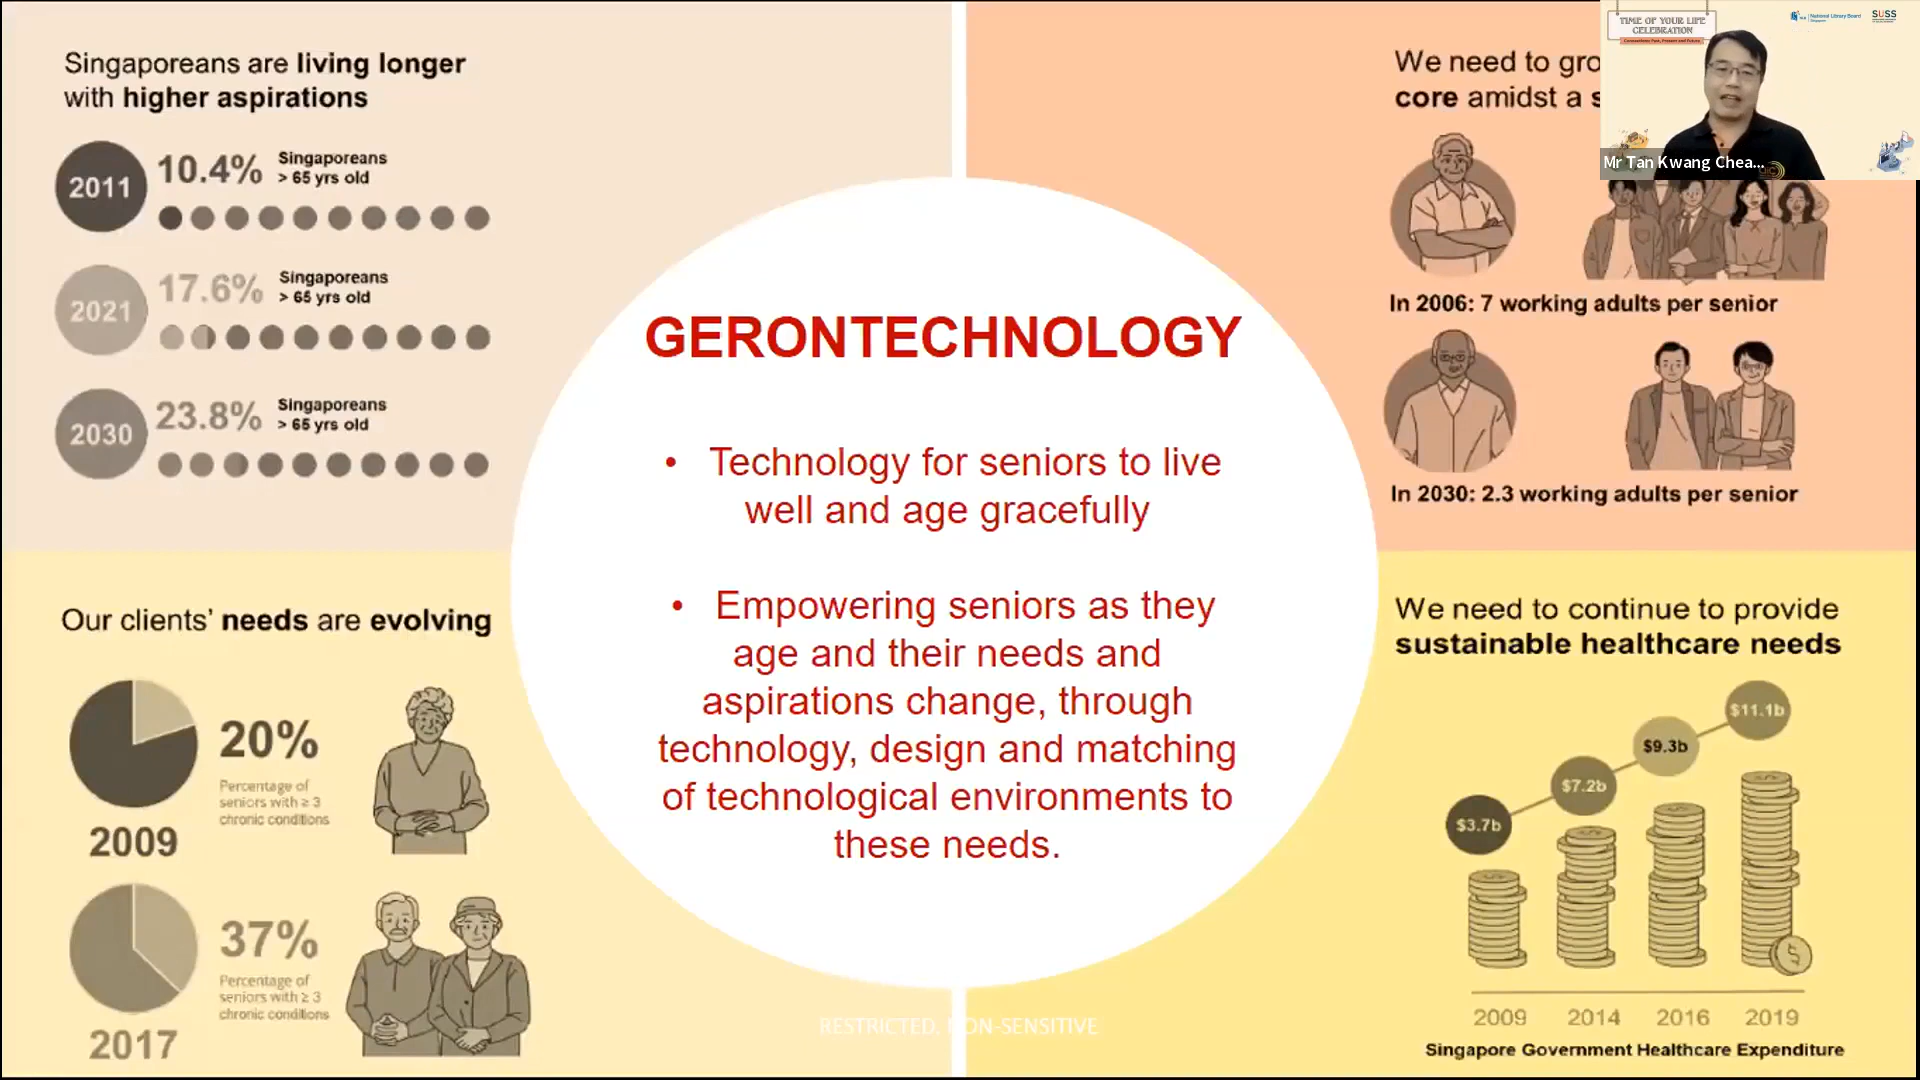 Singaporeans are living longer
with higher aspirations
2011
10.4%
Singaporeans
> 65 yrs old
2021
17.6%
Singaporeans
> 65 yrs old
2030
23.8%
Singaporeans
> 65 yrs old
We need to gro
core amidst a s
TIME OF YOUR LIFE
CELEBRATION
National Library Board
SUSS
Mr Tan Kwang Chea...
In 2006: 7 working adults per senior
In 2030: 2.3 working adults per senior
GERONTECHNOLOGY
• Technology for seniors to live
well and age gracefully
• Empowering seniors as they
age and their needs and
aspirations change, through
technology, design and matching
of technological environments to
these needs.
Our clients' needs are evolving
20%
Percentage of
seniors with ≥ 3
chronic conditions
2009
37%
Percentage of
seniors with ≥ 3
chronic conditions
2017
We need to continue to provide
sustainable healthcare needs
$3.7b
$7.2b
$9.3b
$11.1b
2009 2014 2016 2019
Singapore Government Healthcare Expenditure
RESTRICTED, NON-SENSITIVE